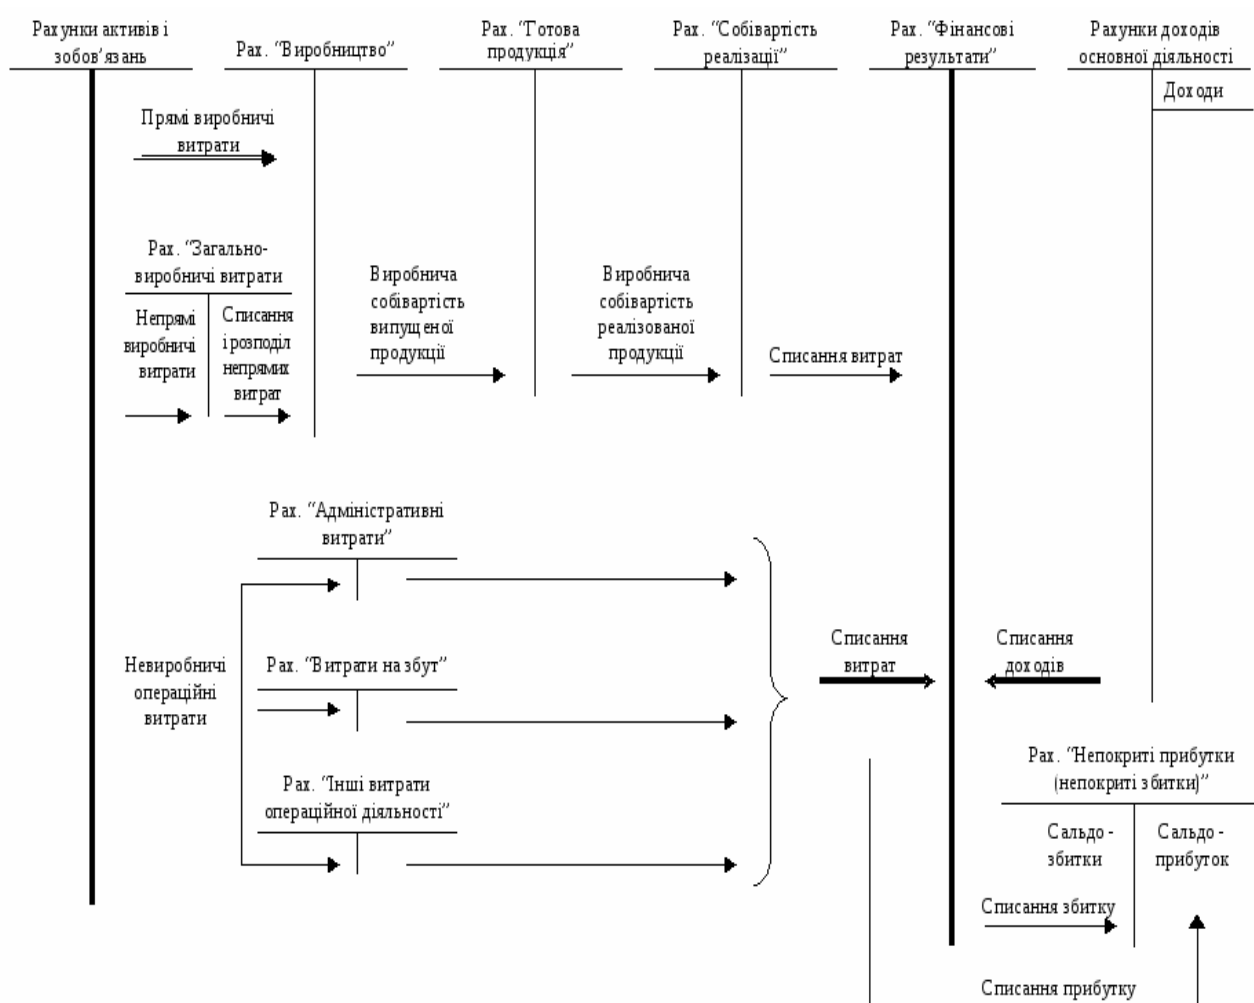 Рахунки активів і
зобов’язань
Рах. “Виробництво”
Рах. “Готова
продукція”
Рах. “Собівартість
реалізації”
Рах. “Фінансові
результати”
Рахунки доходів
основної діяльності
Доходи
Прямі виробничі
витрати
Рах. “Загально-
виробничі витрати
Непрямі
виробничі
витрати
Списання
і розподіл
непрямих
витрат
Виробнича
собівартість
випущеної
продукції
Виробнича
собівартість
реалізованої
продукції
Списання витрат
Рах. “Адміністративні
витрати”
Невиробничі
операційні
витрати
Рах. “Витрати на збут”
Рах. “Інші витрати
операційної діяльності”
Списання
витрат
Списання
доходів
Рах. “Непокриті прибутки
(непокриті збитки)”
Сальдо -
збитки
Сальдо -
прибуток
Списання збитку
Списання прибутку